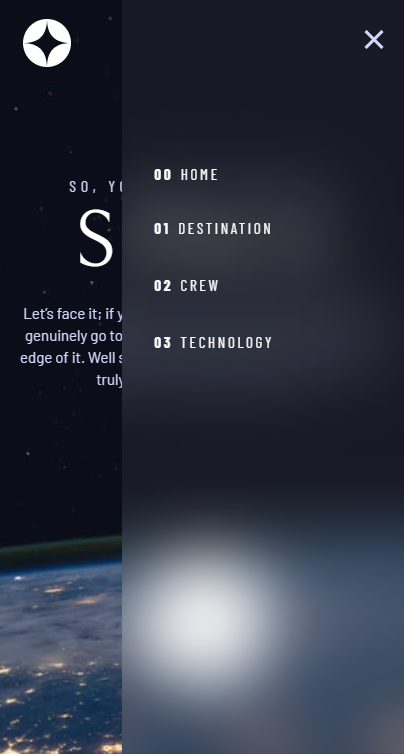 SO, YO
S
00 HOME
01 DESTINATION
02 CREW
03 TECHNOLOGY
Let's face it; if y
genuinely go to
edge of it. Well s
truly